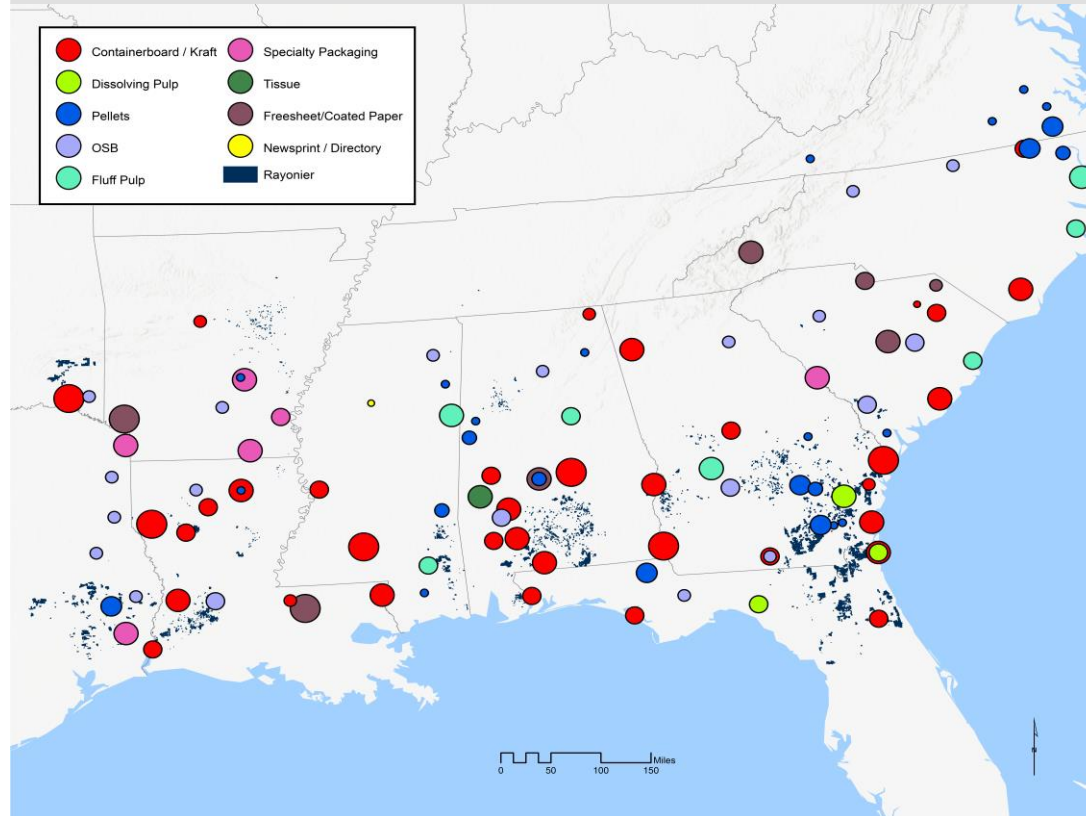 Containerboard / Kraft
Dissolving Pulp
Pellets
OSB
Fluff Pulp
Specialty Packaging
Tissue
Freesheet/Coated Paper
Newsprint / Directory
Rayonier
Miles
0 50 100 150
N